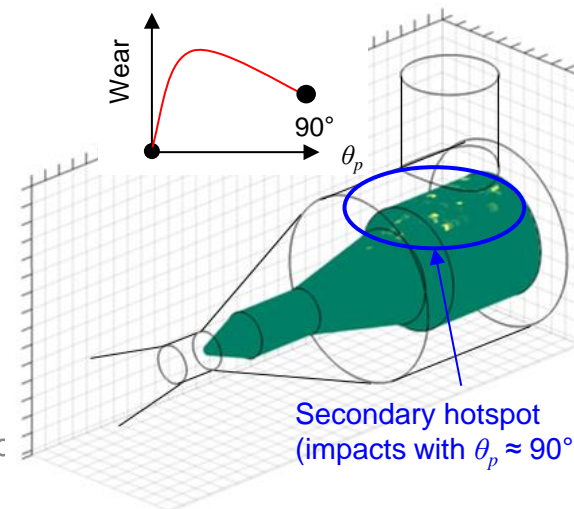 Wear
90°
θp
Secondary hotspot
(impacts with θp ≈ 90°